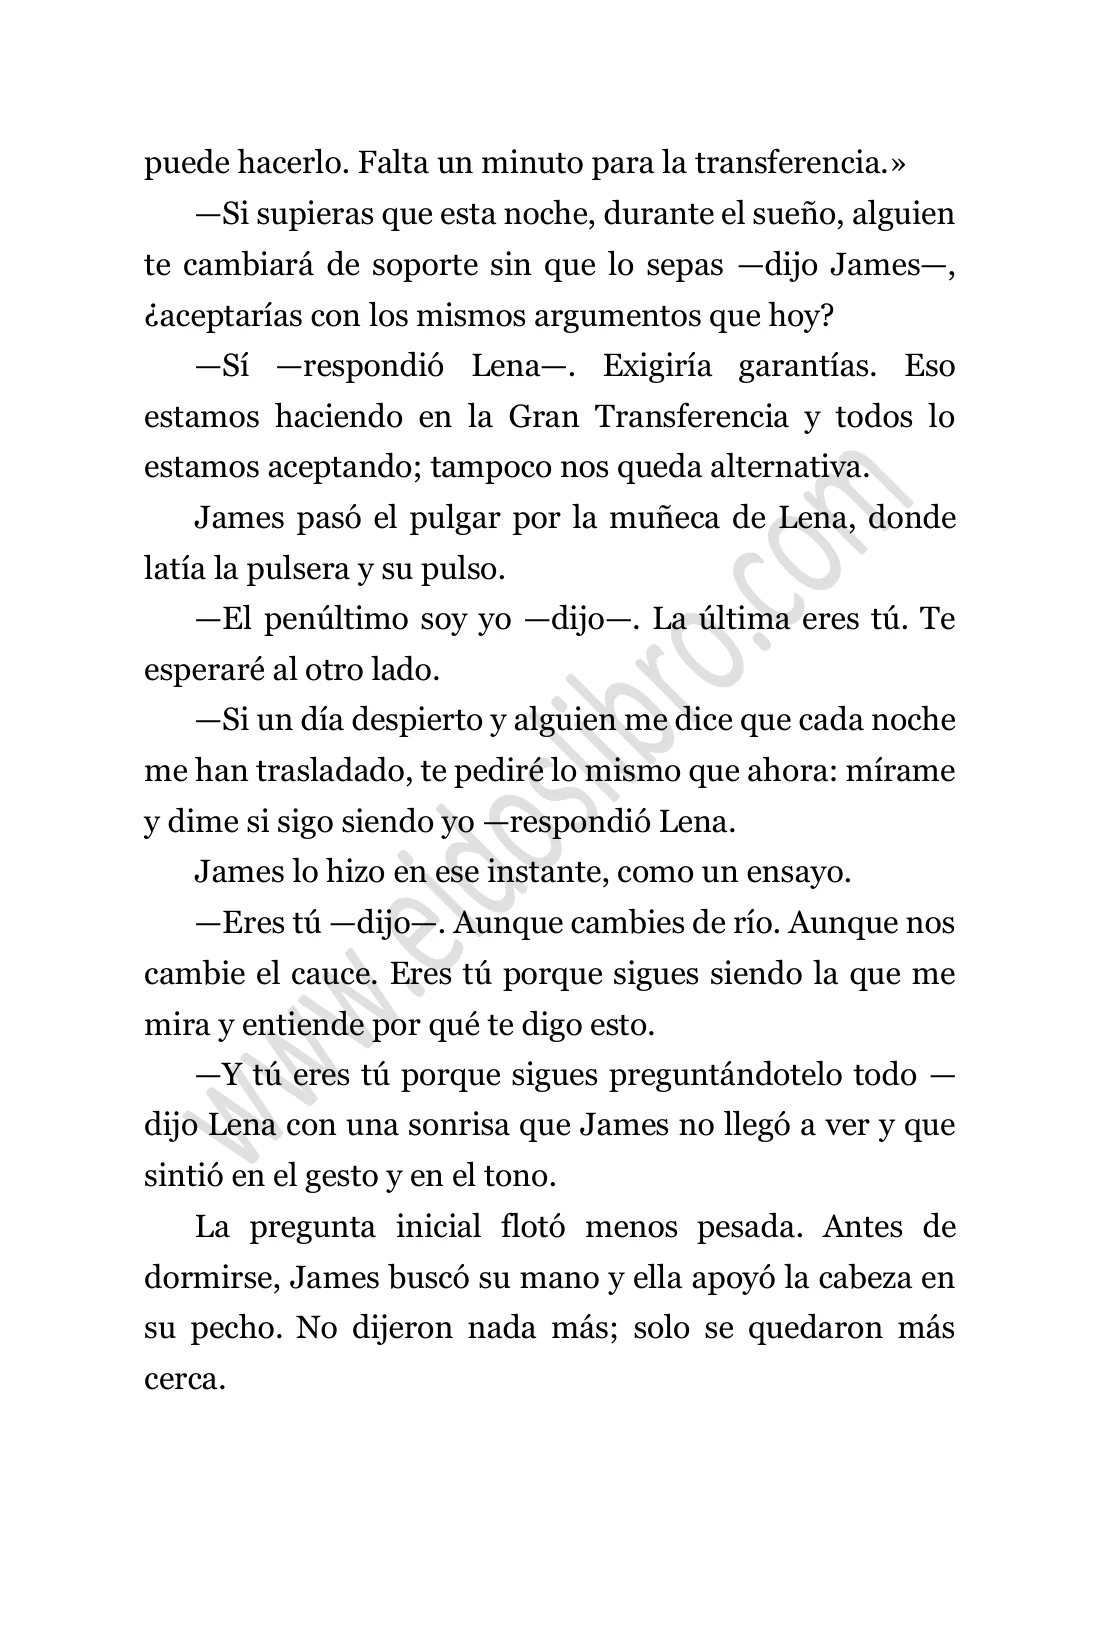 puede hacerlo. Falta un minuto para la transferencia.»
—Si supieras que esta noche, durante el sueño, alguien
te cambiará de soporte sin que lo sepas —dijo James—,
¿aceptarías con los mismos argumentos que hoy?
—Sí —respondió Lena—. Exigiría garantías. Eso
estamos haciendo en la Gran Transferencia y todos lo
estamos aceptando; tampoco nos queda alternativa.
James pasó el pulgar por la muñeca de Lena, donde
latía la pulsera y su pulso.
—El penúltimo soy yo —dijo—. La última eres tú. Te
esperaré al otro lado.
—Si un día despierto y alguien me dice que cada noche
me han trasladado, te pediré lo mismo que ahora: mírame
y dime si sigo siendo yo —respondió Lena.
James lo hizo en ese instante, como un ensayo.
—Eres tú —dijo—. Aunque cambies de río. Aunque nos
cambie el cauce. Eres tú porque sigues siendo la que me
mira y entiende por qué te digo esto.
—Y tú eres tú porque sigues preguntándotelo todo —
dijo Lena con una sonrisa que James no llegó a ver y que
sintió en el gesto y en el tono.
La pregunta inicial flotó menos pesada. Antes de
dormirse, James buscó su mano y ella apoyó la cabeza en
su pecho. No dijeron nada más; solo se quedaron más
cerca.
www.eidoslibro.com